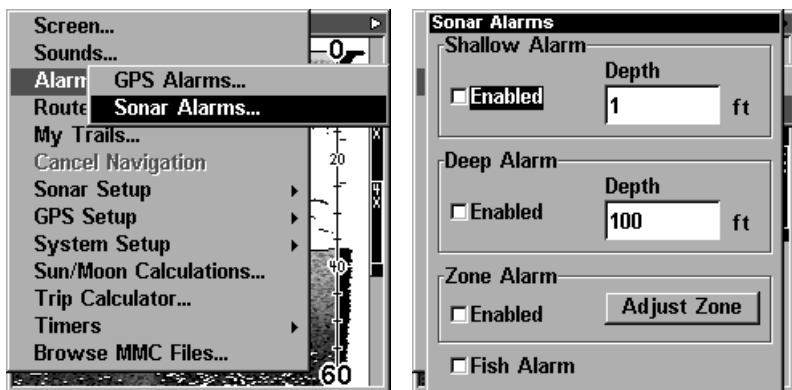 Screen...
Sounds...
Alarm
GPS Alarms...
Route
Sonar Alarms...
My Trails...
Cancel Navigation
Sonar Setup
GPS Setup
System Setup
Sun/Moon Calculations...
Trip Calculator...
Timers
Browse MMC Files...
0
20
40
60
4X
Sonar Alarms
Shallow Alarm
Depth
Enabled
1 ft
Deep Alarm
Depth
Enabled
100 ft
Zone Alarm
Enabled
Adjust Zone
Fish Alarm